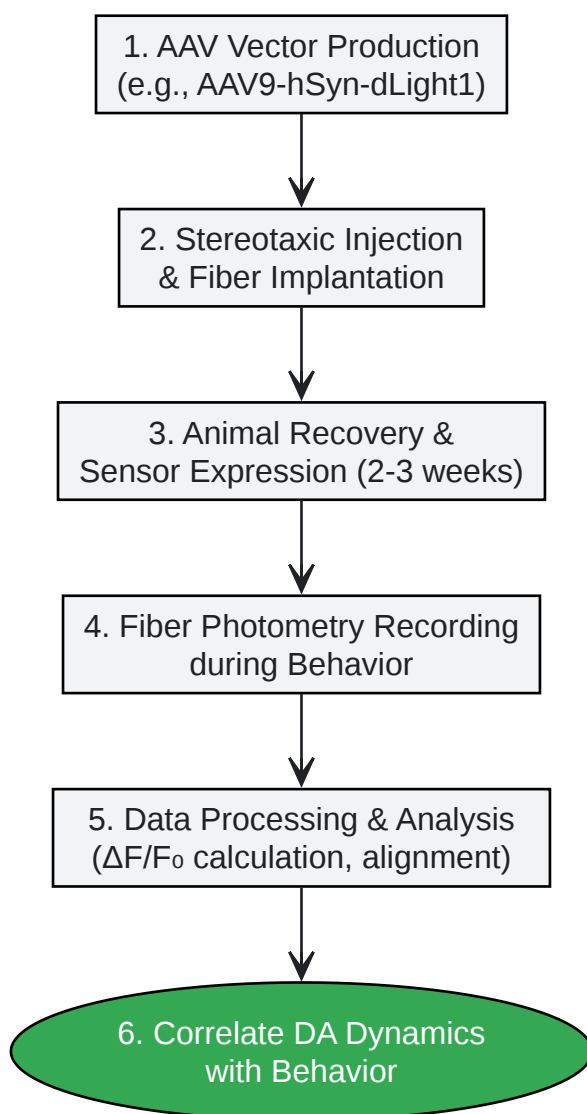 1. AAV Vector Production
(e.g., AAV9-hSyn-dLight1)
2. Stereotaxic Injection
& Fiber Implantation
3. Animal Recovery &
Sensor Expression (2-3 weeks)
4. Fiber Photometry Recording
during Behavior
5. Data Processing & Analysis
(ΔF/F₀ calculation, alignment)
6. Correlate DA Dynamics
with Behavior